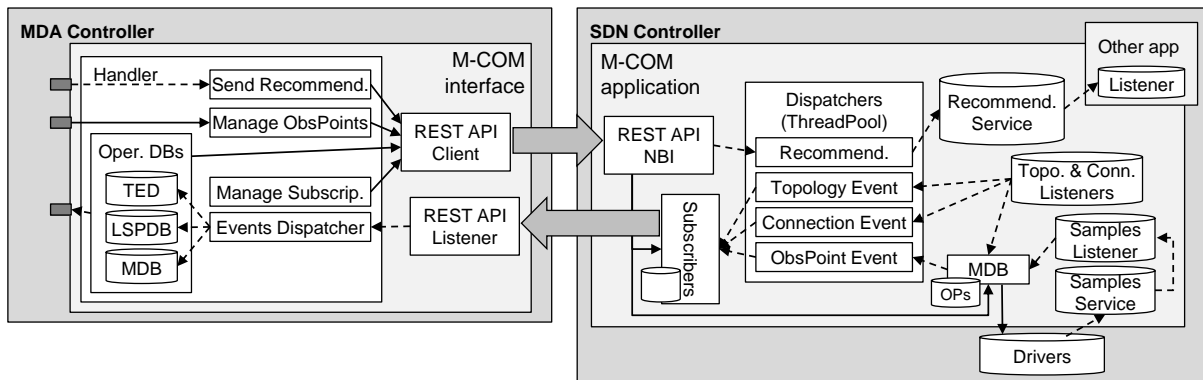 MDA Controller
M-COM
interface
Handler
Send Recommend.
Manage ObsPoints
Oper. DBs
TED
LSPDB
MDB
Manage Subscrip.
Events Dispatcher
REST API
Client
REST API
Listener
SDN Controller
M-COM
application
REST API
NBI
Subscribers
Dispatchers
(ThreadPool)
Recommend.
Topology Event
Connection Event
ObsPoint Event
Recommend.
Service
Other app
Listener
Topo. & Conn.
Listeners
Samples
Listener
MDB
OPs
Samples
Service
Drivers